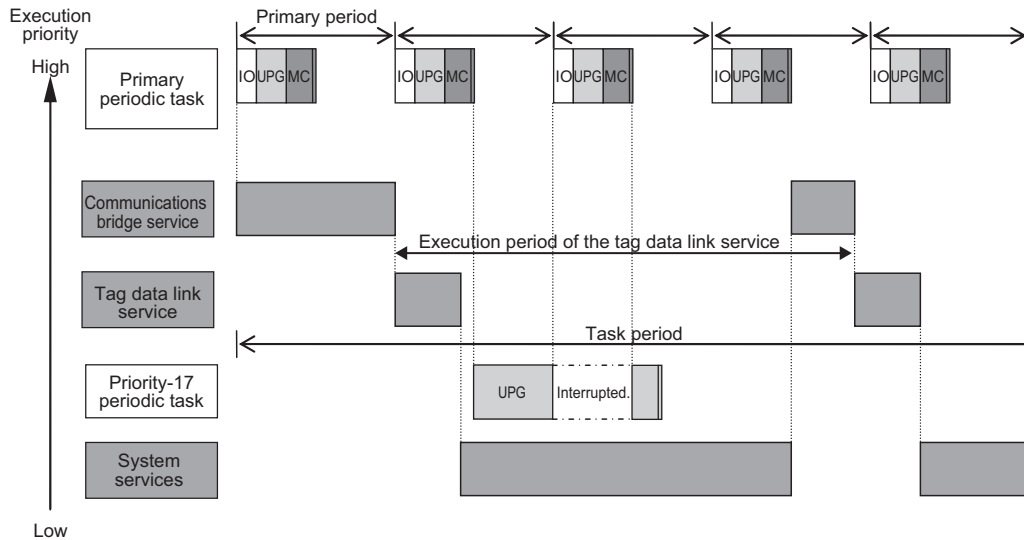 Execution
priority
High
Primary period
Primary
periodic task
IO UPG MC
IO UPG MC
IO UPG MC
IO UPG MC
IO UPG MC
Communications
bridge service
Execution period of the tag data link service
Tag data link
service
Task period
Priority-17
periodic task
UPG
Interrupted.
System
services
Low